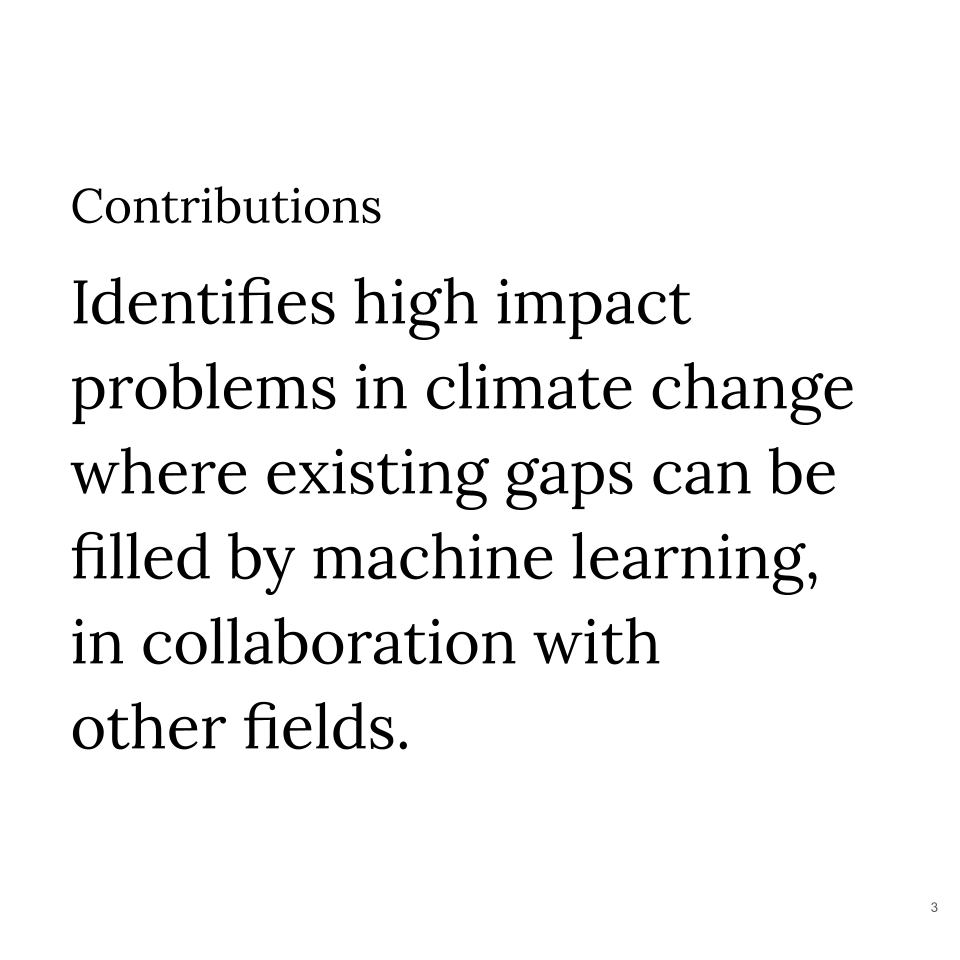 Contributions
Identifies high impact
problems in climate change
where existing gaps can be
filled by machine learning,
in collaboration with
other fields.
3